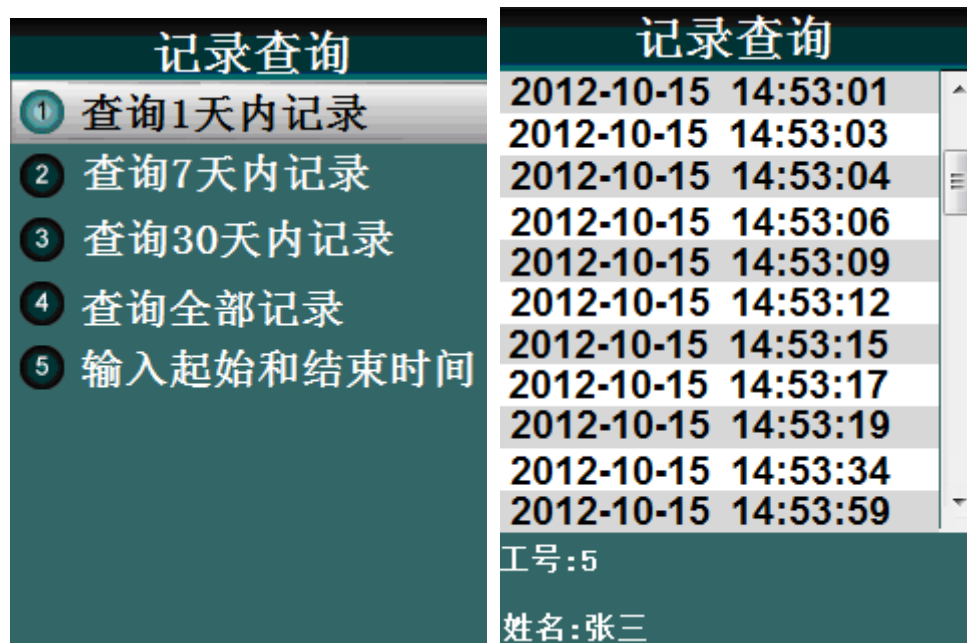 记录查询
1 查询1天内记录
2 查询7天内记录
3 查询30天内记录
4 查询全部记录
5 输入起始和结束时间
记录查询
2012-10-15 14:53:01
2012-10-15 14:53:03
2012-10-15 14:53:04
2012-10-15 14:53:06
2012-10-15 14:53:09
2012-10-15 14:53:12
2012-10-15 14:53:15
2012-10-15 14:53:17
2012-10-15 14:53:19
2012-10-15 14:53:34
2012-10-15 14:53:59
工号:5
姓名:张三